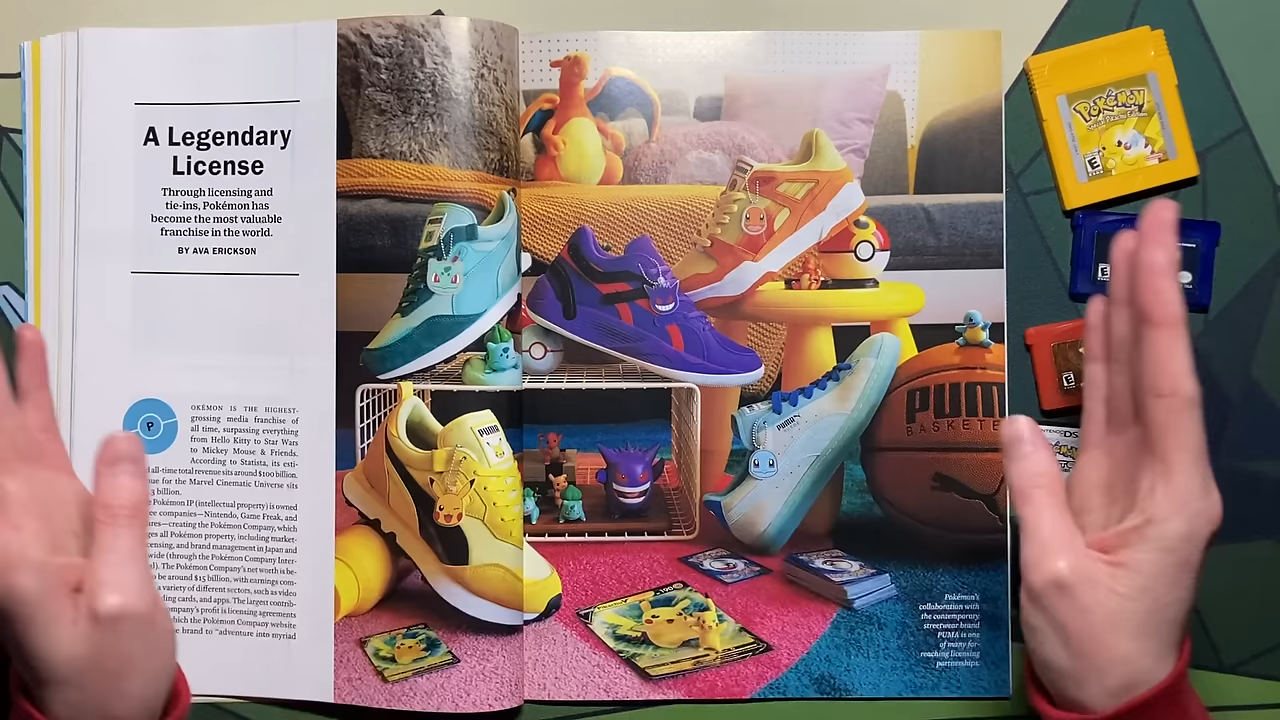 A Legendary
License
Through licensing and
tie-ins, Pokémon has
become the most valuable
franchise in the world.
BY AVA ERICKSON
P
OKÉMON IS THE HIGHEST-
grossing media franchise of
all time, surpassing everything
from Hello Kitty to Star Wars
to Mickey Mouse & Friends.
According to Statista, its esti-
all-time total revenue sits around $100 billion.
for the Marvel Cinematic Universe sits
billion.
Pokémon IP (intellectual property) is owned
companies—Nintendo, Game Freak, and
—creating the Pokémon Company, which
all Pokémon property, including market-
and brand management in Japan and
(through the Pokémon Company Inter-
The Pokémon Company's net worth is be-
be around $15 billion, with earnings com-
a variety of different sectors, such as video
cards, and apps. The largest contrib-
profit is licensing agreements
which the Pokémon Company website
brand to "adventure into myriad
PUMA
PUMA
PUMA
BASKET
Pokémon's
collaboration with
the contemporary
streetwear brand
PUMA is one
of many far-
reaching licensing
partnerships.
Pikachu
POKÉMON
Special Pikachu Edition
E
E
E
NINTENDO DS